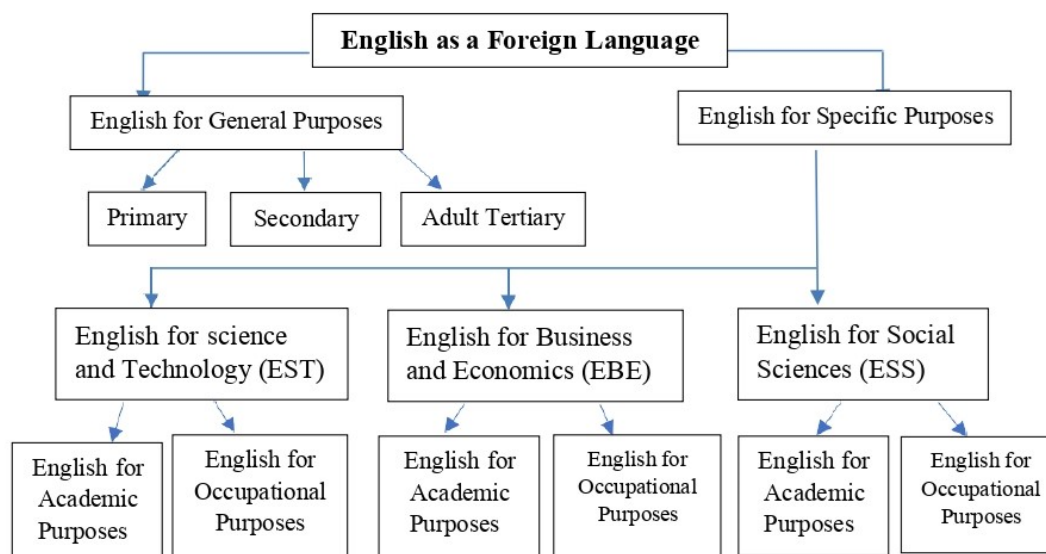 English as a Foreign Language
English for General Purposes
English for Specific Purposes
Primary
Secondary
Adult Tertiary
English for science
and Technology (EST)
English for Business
and Economics (EBE)
English for Social
Sciences (ESS)
English for
Academic
Purposes
English for
Occupational
Purposes
English for
Academic
Purposes
English for
Occupational
Purposes
English for
Academic
Purposes
English for
Occupational
Purposes